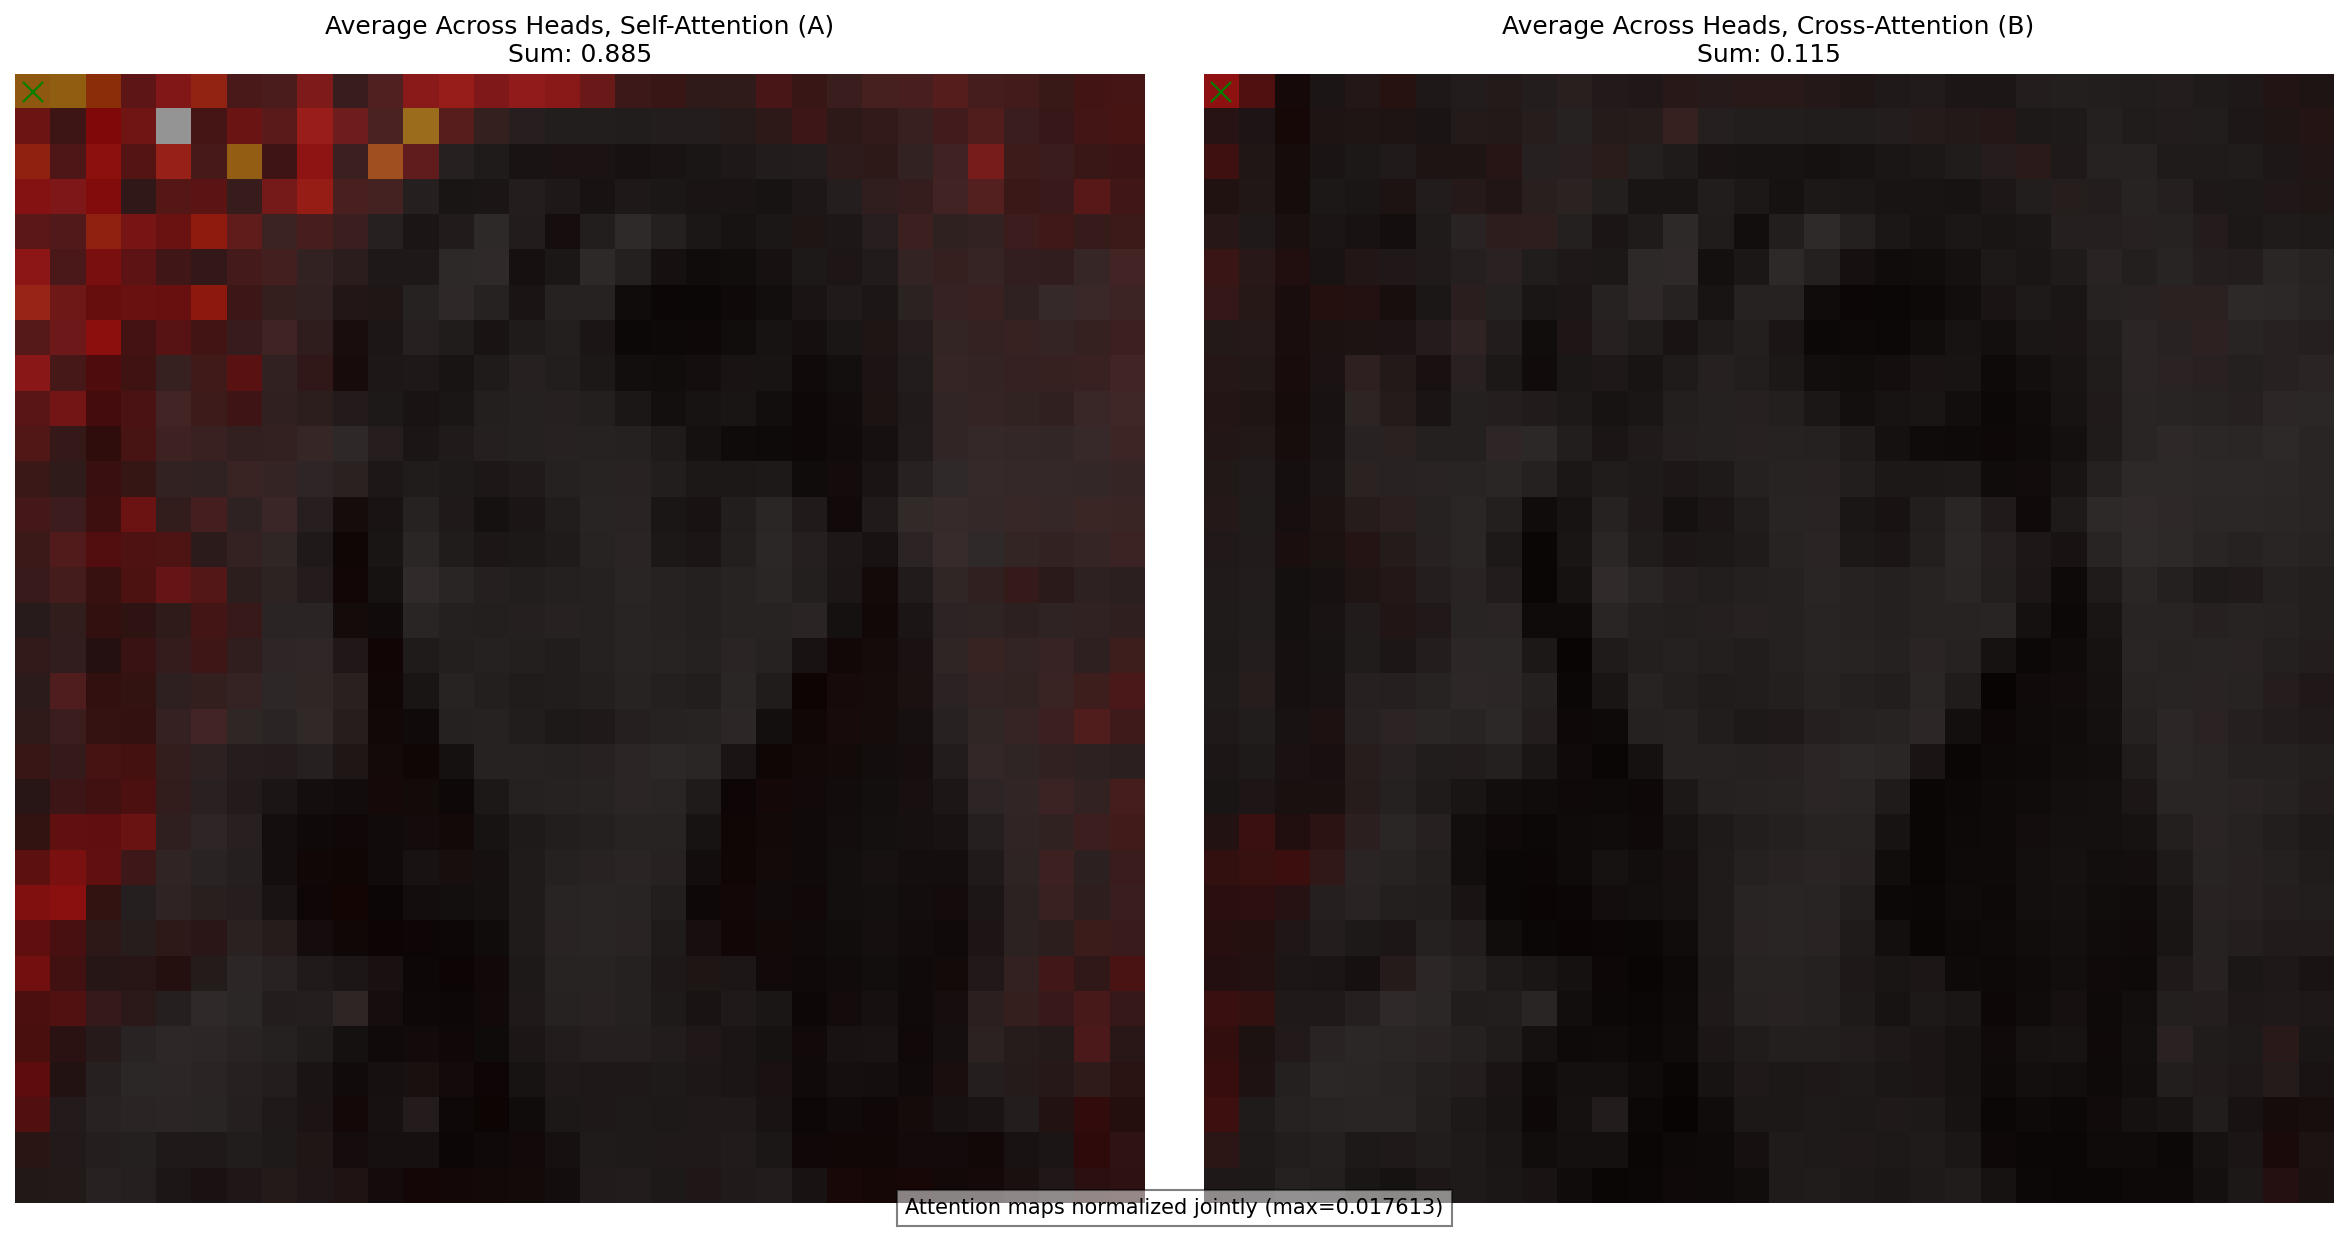 Average Across Heads, Self-Attention (A)
Sum: 0.885
Average Across Heads, Cross-Attention (B)
Sum: 0.115
Attention maps normalized jointly (max=0.017613)